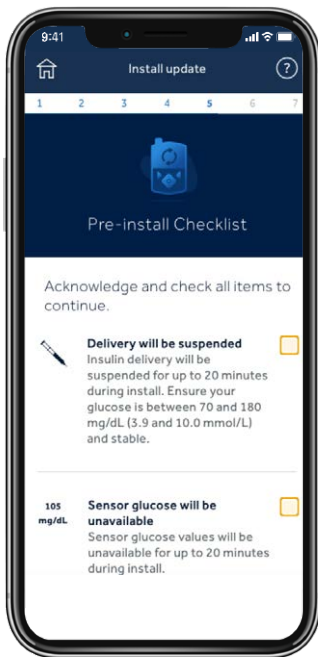 9:41
Install update
?
1 2 3 4 5 6 7
Pre-install Checklist
Acknowledge and check all items to
continue.
Delivery will be suspended
Insulin delivery will be
suspended for up to 20 minutes
during install. Ensure your
glucose is between 70 and 180
mg/dL (3.9 and 10.0 mmol/L)
and stable.
105
mg/dL
Sensor glucose will be
unavailable
Sensor glucose values will be
unavailable for up to 20 minutes
during install.